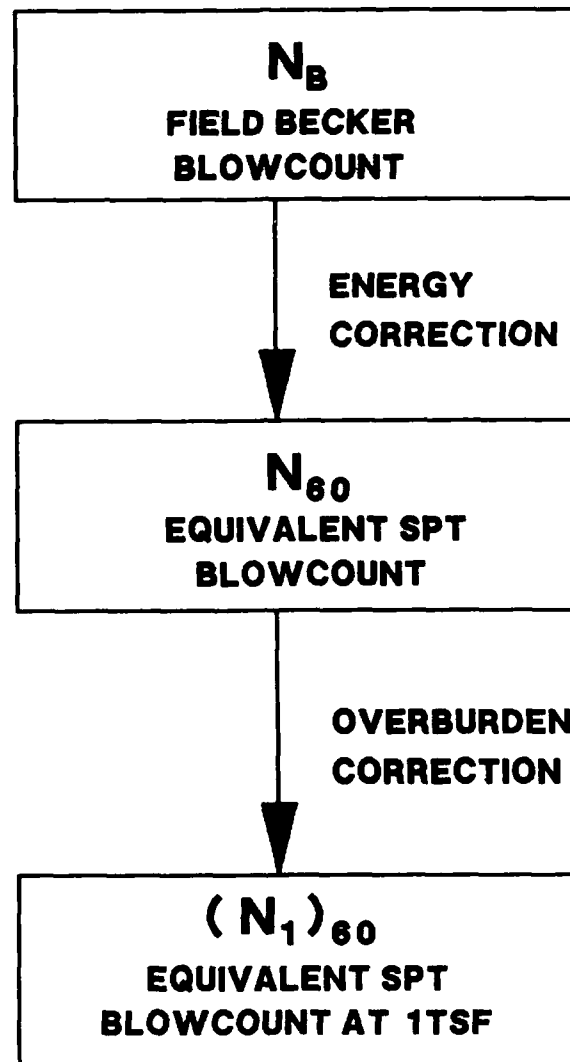 N_B
FIELD BECKER
BLOWCOUNT
ENERGY
CORRECTION
N_60
EQUIVALENT SPT
BLOWCOUNT
OVERBURDEN
CORRECTION
(N_1)_60
EQUIVALENT SPT
BLOWCOUNT AT 1TSF